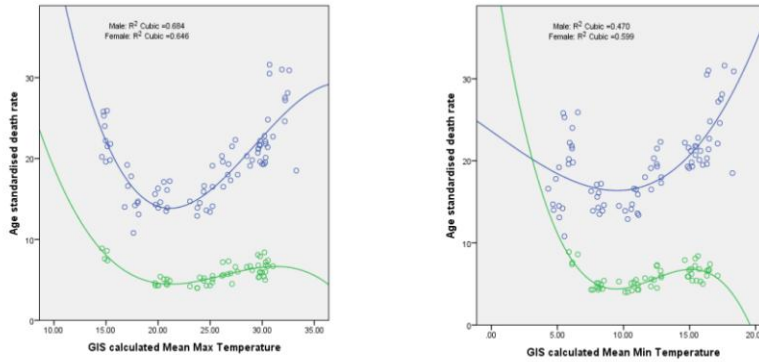 Male: R² Cubic =0.684
Female: R² Cubic =0.646
Age standardised death rate
30
20
10
0
10.00 15.00 20.00 25.00 30.00 35.00
GIS calculated Mean Max Temperature
Male: R² Cubic =0.470
Female: R² Cubic =0.599
Age standardised death rate
30
20
10
0
.00 5.00 10.00 15.00 20.00
GIS calculated Mean Min Temperature